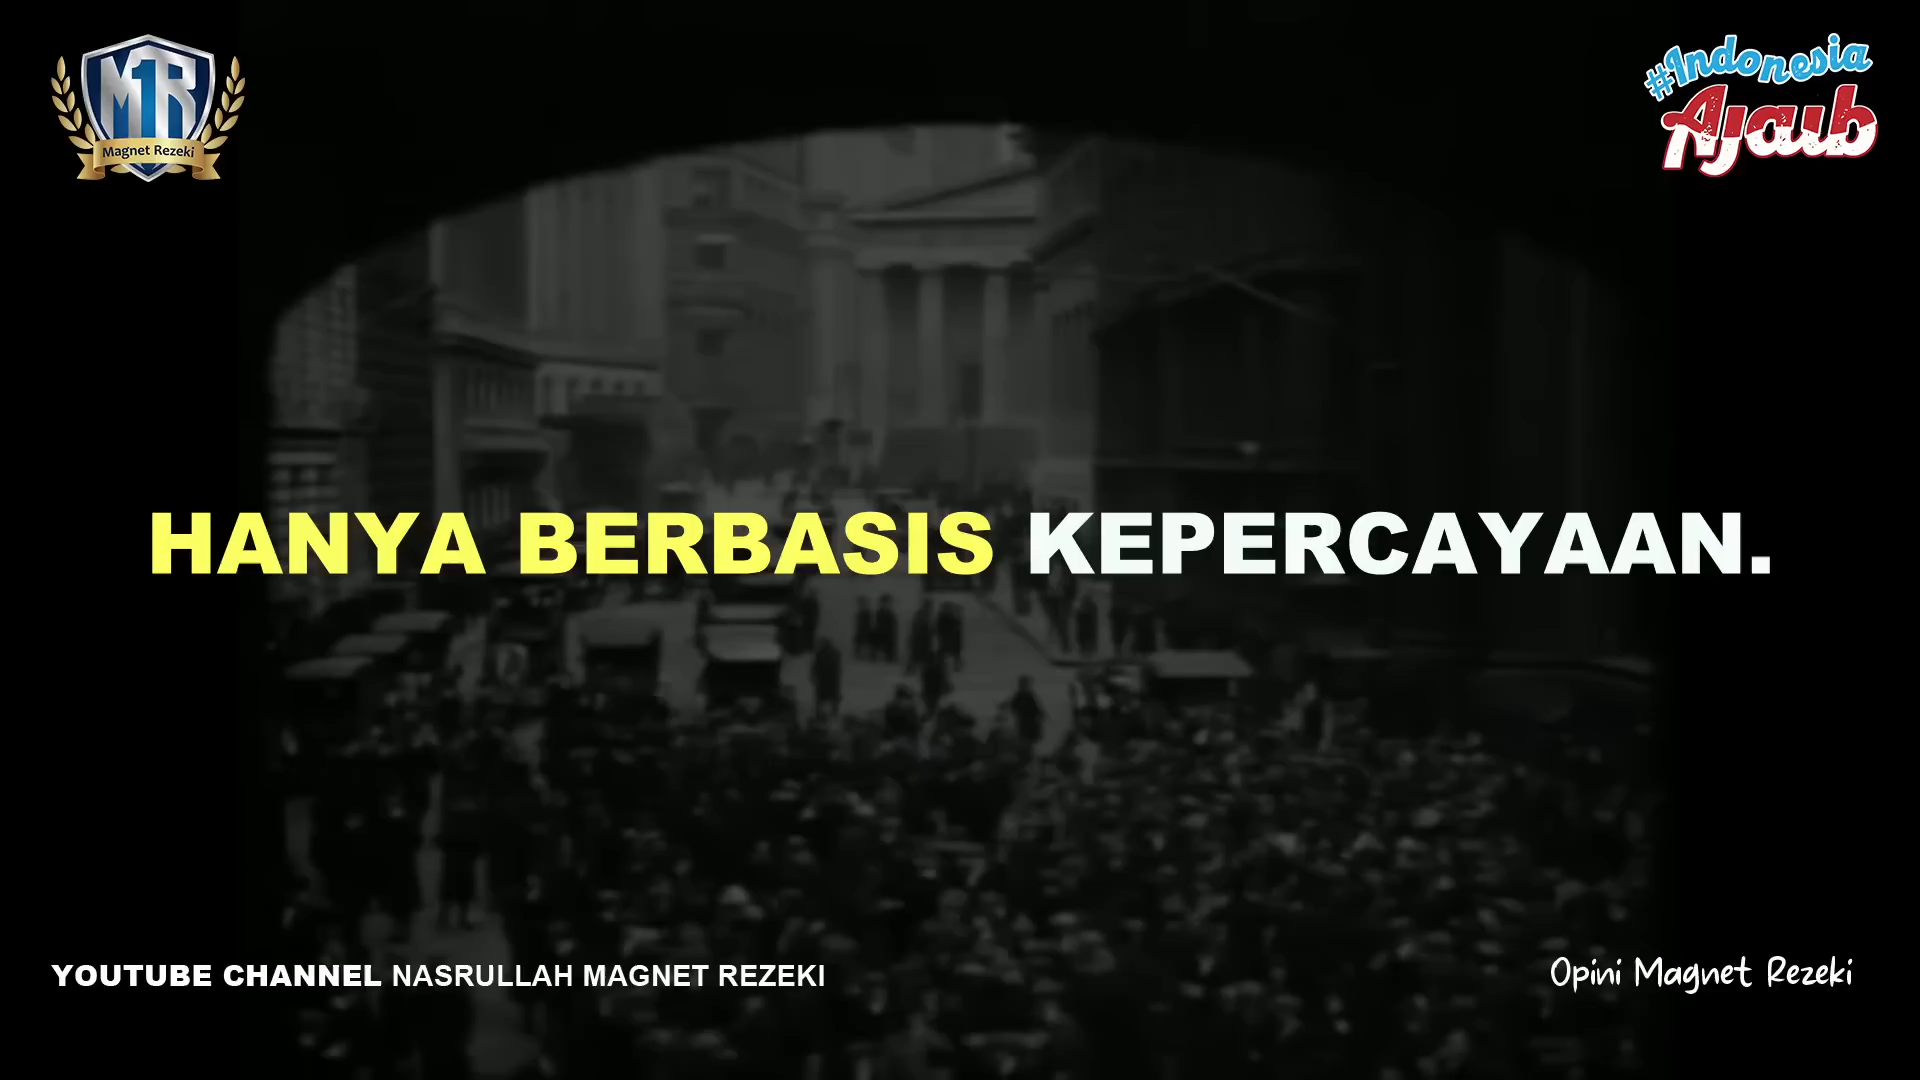 M1R
Magnet Rezeki
#Indonesia
Ajaib
HANYA BERBASIS KEPERCAYAAN.
YOUTUBE CHANNEL NASRULLAH MAGNET REZEKI
Opini Magnet Rezeki